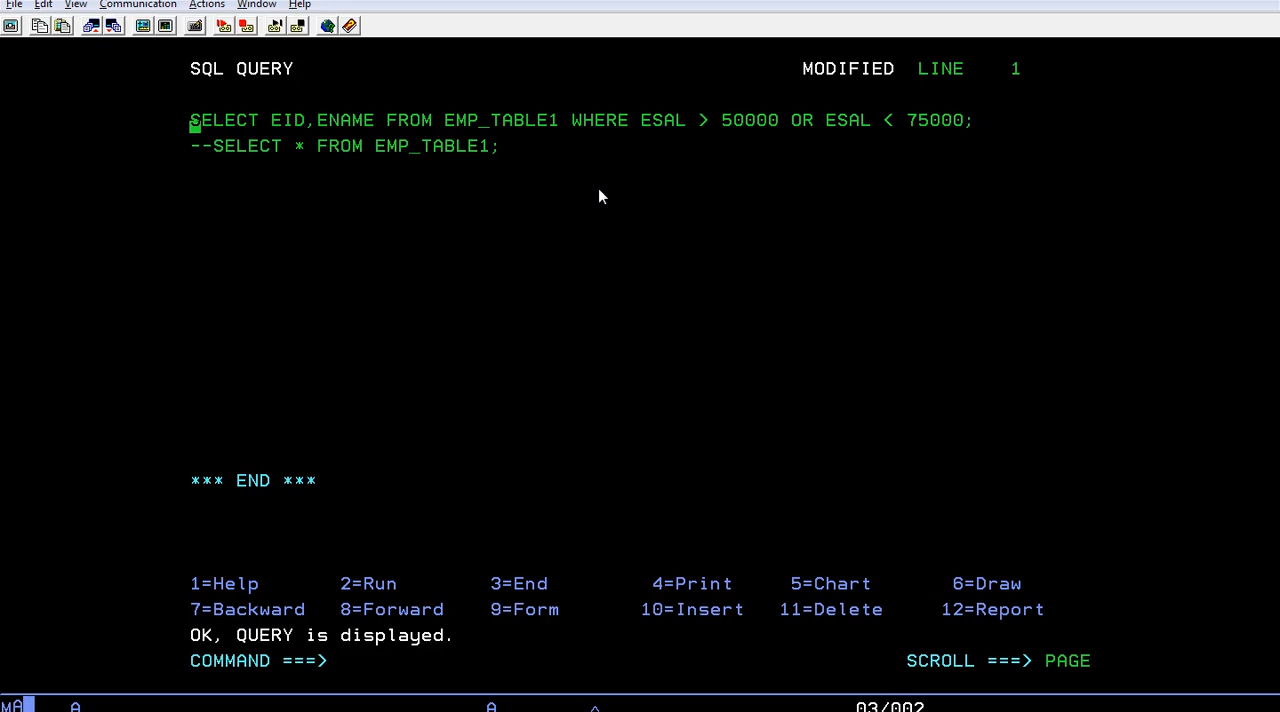 File Edit View Communication Actions Window Help
SQL QUERY MODIFIED LINE 1
SELECT EID,ENAME FROM EMP_TABLE1 WHERE ESAL > 50000 OR ESAL < 75000;
--SELECT * FROM EMP_TABLE1;
*** END ***
1=Help 2=Run 3=End 4=Print 5=Chart 6=Draw
7=Backward 8=Forward 9=Form 10=Insert 11=Delete 12=Report
OK, QUERY is displayed.
COMMAND ===> SCROLL ===> PAGE
MA A A ^ 03/002